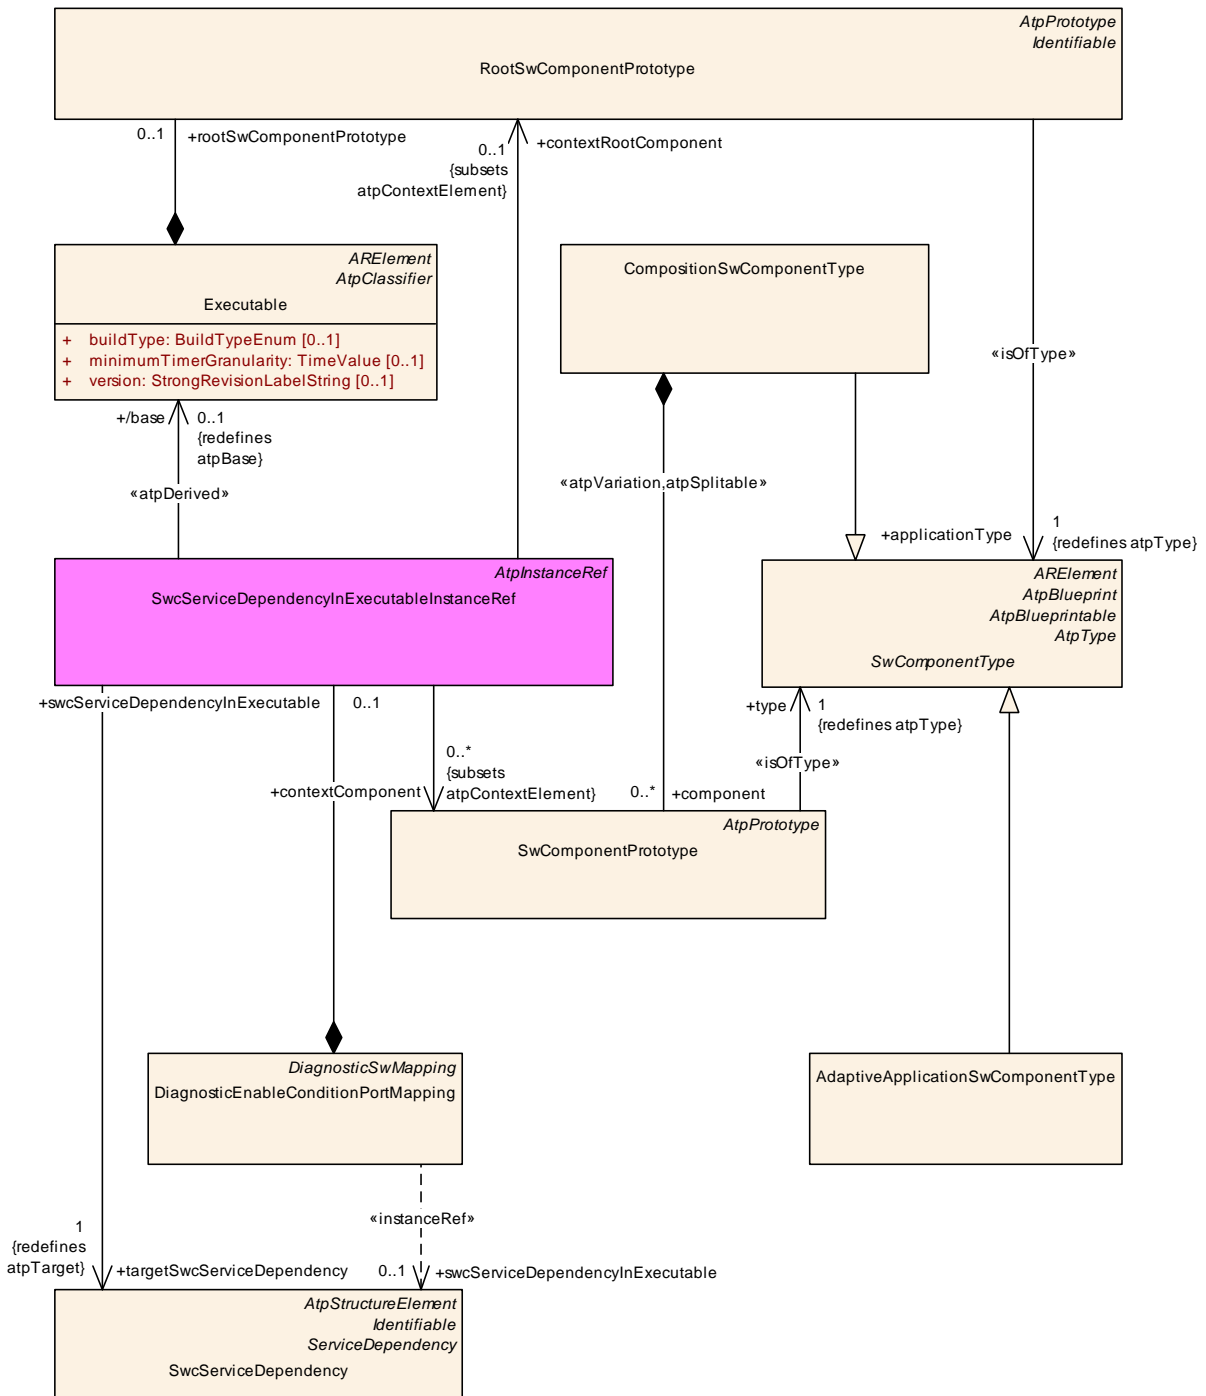 AtpPrototype
Identifiable
RootSwComponentPrototype
0..1
+rootSwComponentPrototype
0..1
{subsets
atpContextElement}
+contextRootComponent
ARElement
AtpClassifier
Executable
+ buildType: BuildTypeEnum [0..1]
+ minimumTimerGranularity: TimeValue [0..1]
+ version: StrongRevisionLabelString [0..1]
CompositionSwComponentType
«isOfType»
+/base
0..1
{redefines
atpBase}
«atpDerived»
«atpVariation,atpSplitable»
+applicationType
1
{redefines atpType}
AtpInstanceRef
SwcServiceDependencyInExecutableInstanceRef
ARElement
AtpBlueprint
AtpBlueprintable
AtpType
SwComponentType
+swcServiceDependencyInExecutable
0..1
+type
1
{redefines atpType}
0..*
{subsets
atpContextElement}
+contextComponent
«isOfType»
0..*
+component
AtpPrototype
SwComponentPrototype
DiagnosticSwMapping
DiagnosticEnableConditionPortMapping
AdaptiveApplicationSwComponentType
«instanceRef»
1
{redefines
atpTarget}
+targetSwcServiceDependency
0..1
+swcServiceDependencyInExecutable
AtpStructureElement
Identifiable
ServiceDependency
SwcServiceDependency